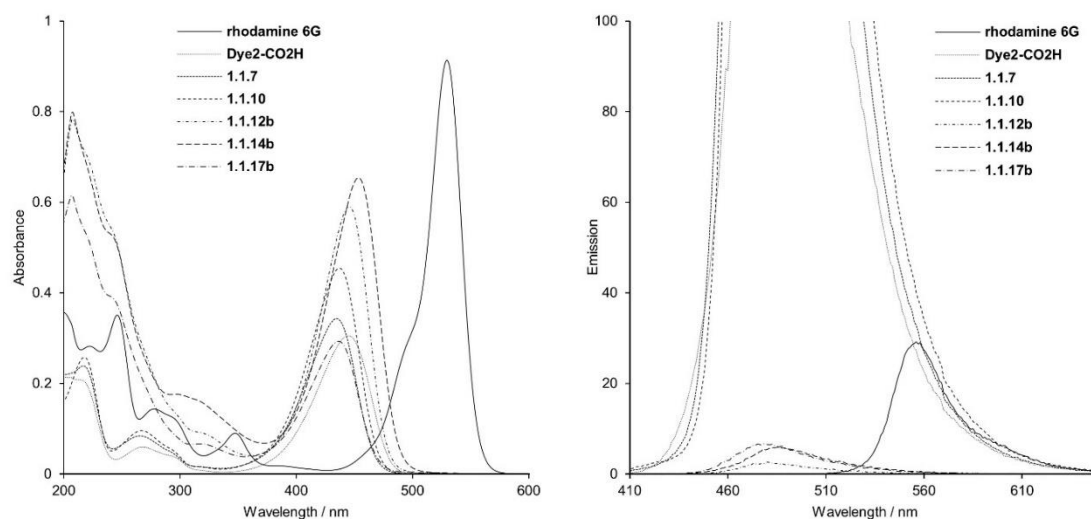 1
0.8
0.6
0.4
0.2
0
Absorbance
200
300
400
500
600
Wavelength / nm
rhodamine 6G
Dye2-CO2H
1.1.7
1.1.10
1.1.12b
1.1.14b
1.1.17b
100
80
60
40
20
0
Emission
410
460
510
560
610
Wavelength / nm
rhodamine 6G
Dye2-CO2H
1.1.7
1.1.10
1.1.12b
1.1.14b
1.1.17b